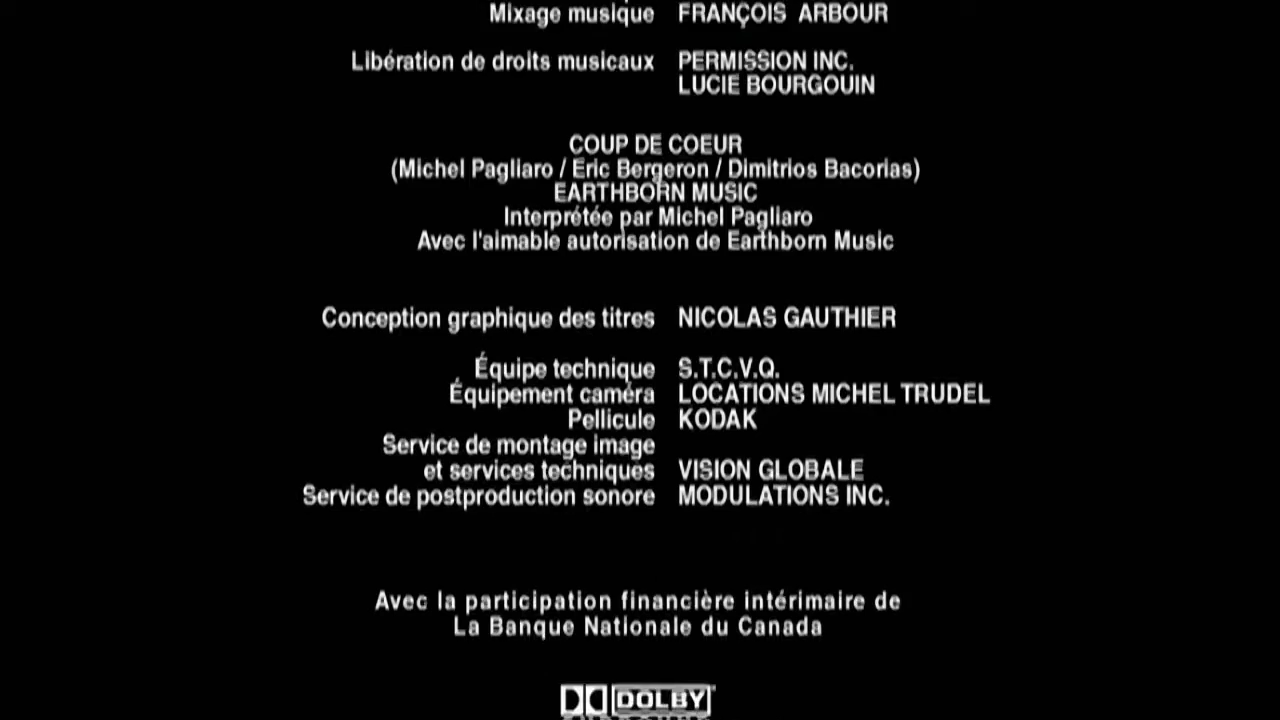 Mixage musique FRANÇOIS ARBOUR
Libération de droits musicaux PERMISSION INC.
LUCIE BOURGOUIN
COUP DE COEUR
(Michel Pagliaro / Eric Bergeron / Dimitrios Bacorias)
EARTHBORN MUSIC
Interprétée par Michel Pagliaro
Avec l'aimable autorisation de Earthborn Music
Conception graphique des titres NICOLAS GAUTHIER
Équipe technique S.T.C.V.Q.
Équipement caméra LOCATIONS MICHEL TRUDEL
Pellicule KODAK
Service de montage image
et services techniques VISION GLOBALE
Service de postproduction sonore MODULATIONS INC.
Avec la participation financière intérimaire de
La Banque Nationale du Canada
DOLBY